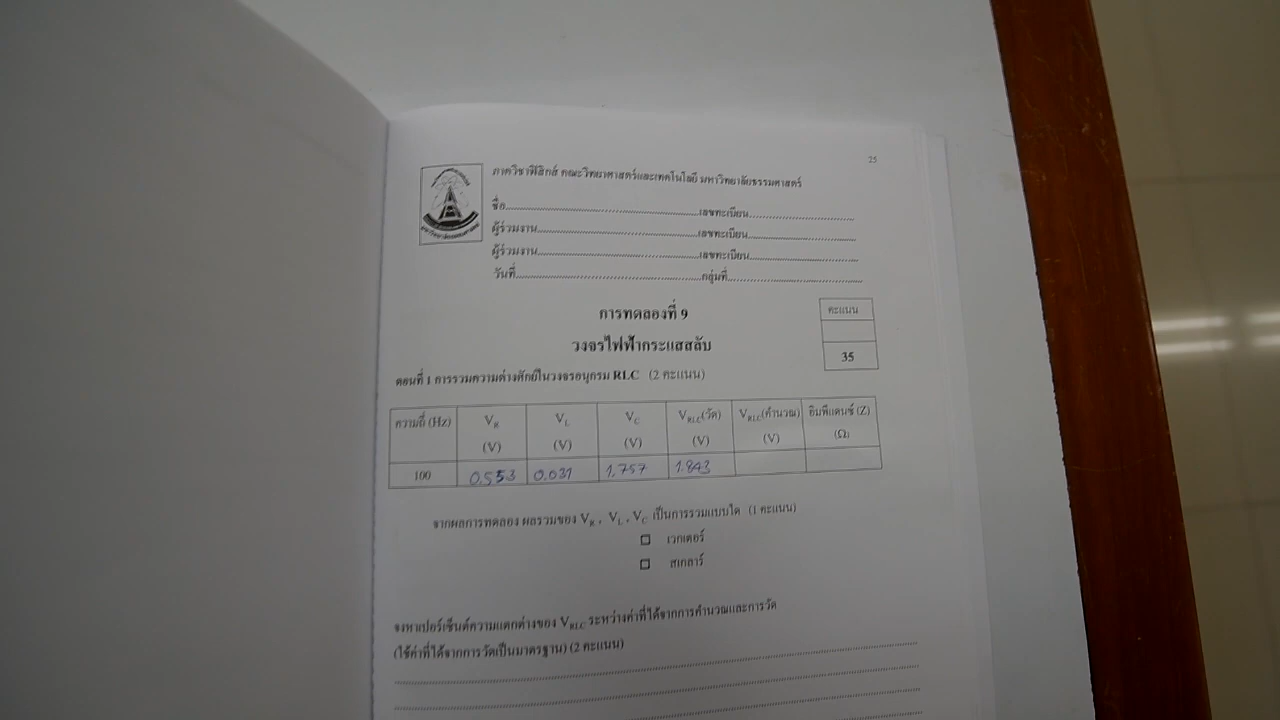 25
ภาควิชาฟิสิกส์ คณะวิทยาศาสตร์และเทคโนโลยี มหาวิทยาลัยธรรมศาสตร์
ชื่อ..........เลขทะเบียน..........
ผู้ร่วมงาน..........เลขทะเบียน..........
ผู้ร่วมงาน..........เลขทะเบียน..........
วันที่..........กลุ่มที่..........
การทดลองที่ 9
วงจรไฟฟ้ากระแสสลับ
คะแนน
35
ตอนที่ 1 การรวมความต่างศักย์ในวงจรอนุกรม RLC (2 คะแนน)
ความถี่ (Hz) V_R (V) V_L (V) V_C (V) V_RLC(วัด) (V) V_RLC(คำนวณ) (V) อิมพีแดนซ์ (Z) (Ω)
100 0.553 0.031 1.757 1.843
จากผลการทดลอง ผลรวมของ V_R , V_L , V_C เป็นการรวมแบบใด (1 คะแนน)
☐ เวกเตอร์
☐ สเกลาร์
จงหาเปอร์เซ็นต์ความแตกต่างของ V_RLC ระหว่างค่าที่ได้จากการคำนวณและการวัด
(ใช้ค่าที่ได้จากการวัดเป็นมาตรฐาน) (2 คะแนน)